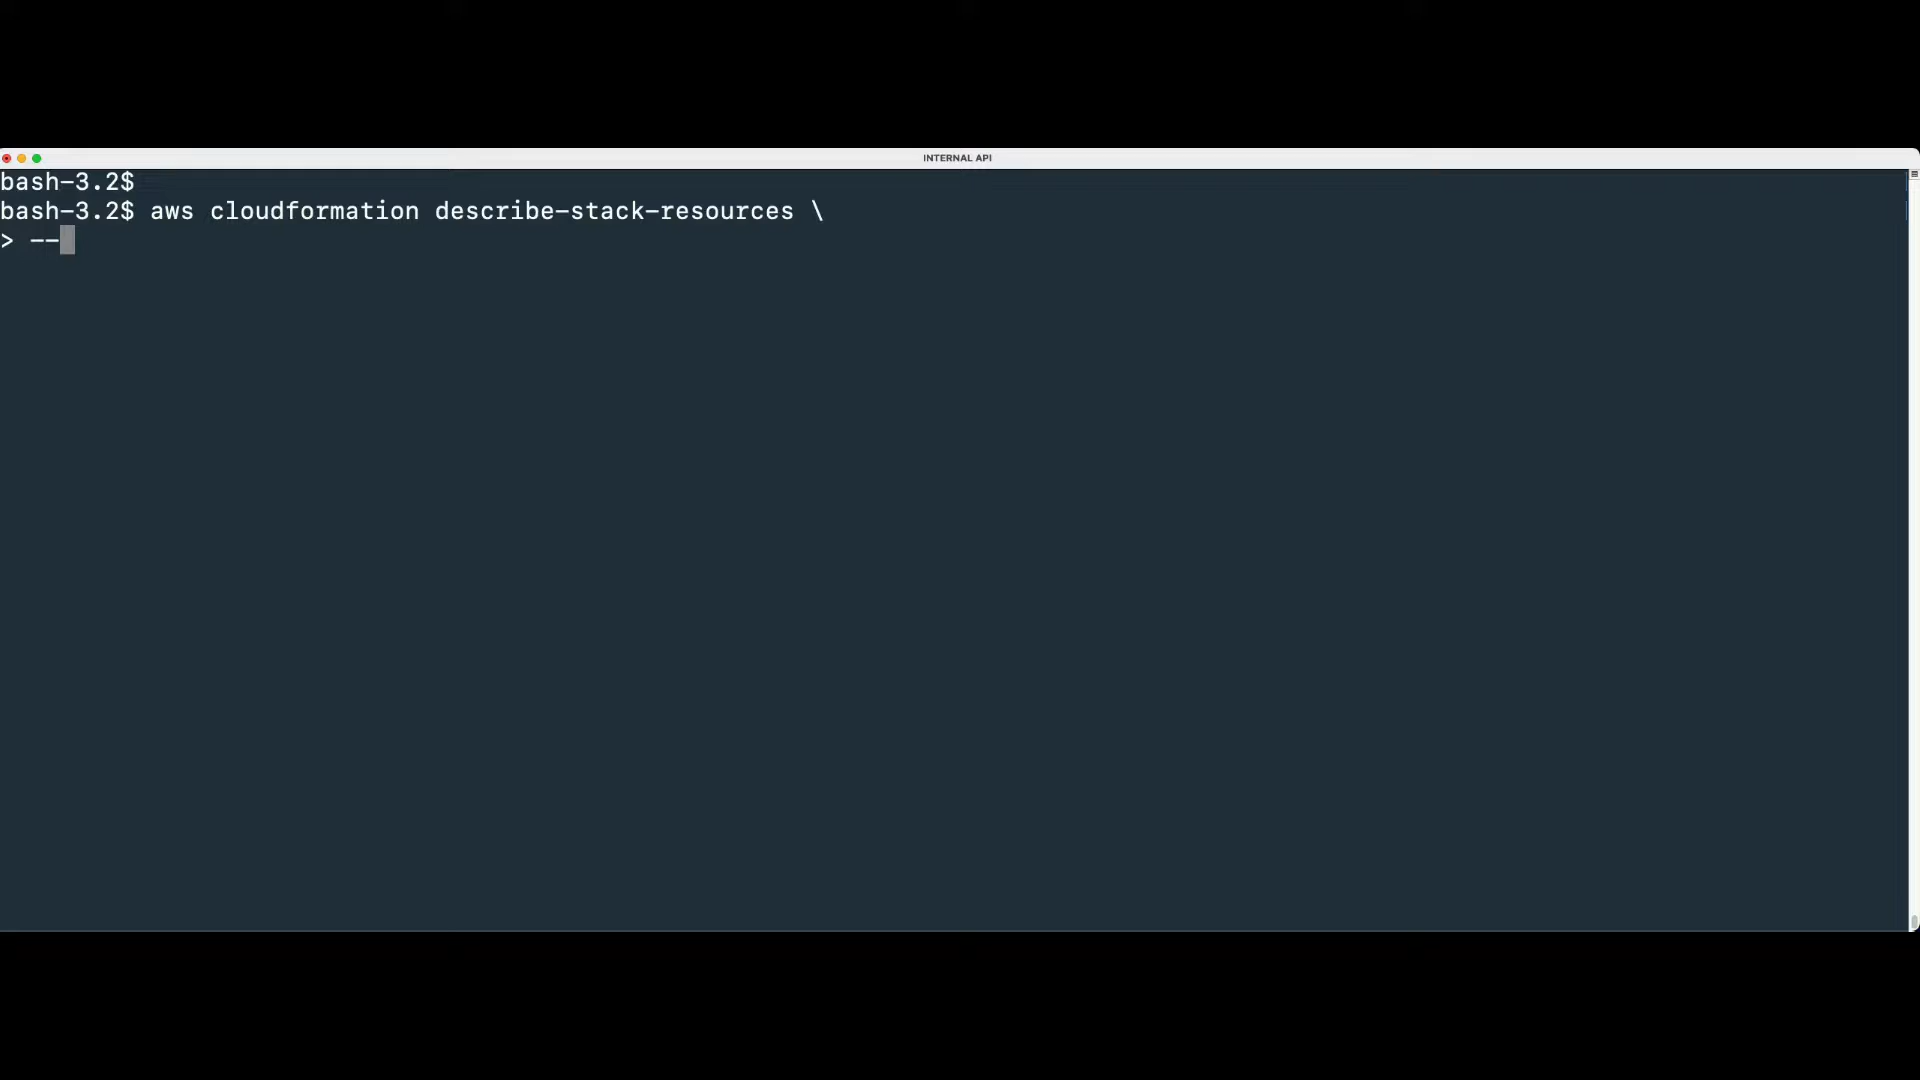 INTERNAL API
bash-3.2$
bash-3.2$ aws cloudformation describe-stack-resources \
> --